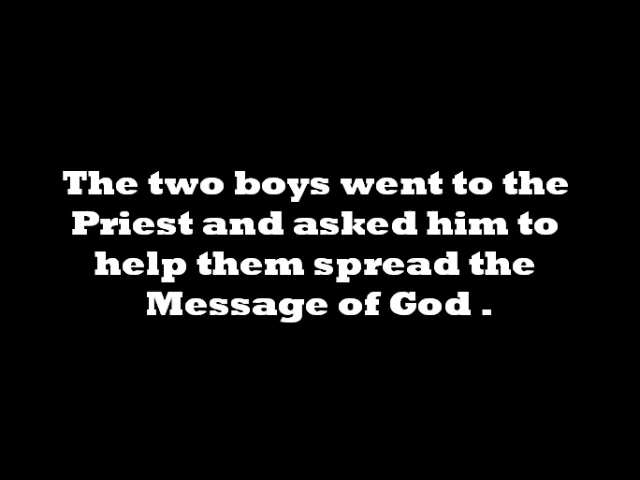 The two boys went to the
Priest and asked him to
help them spread the
Message of God .